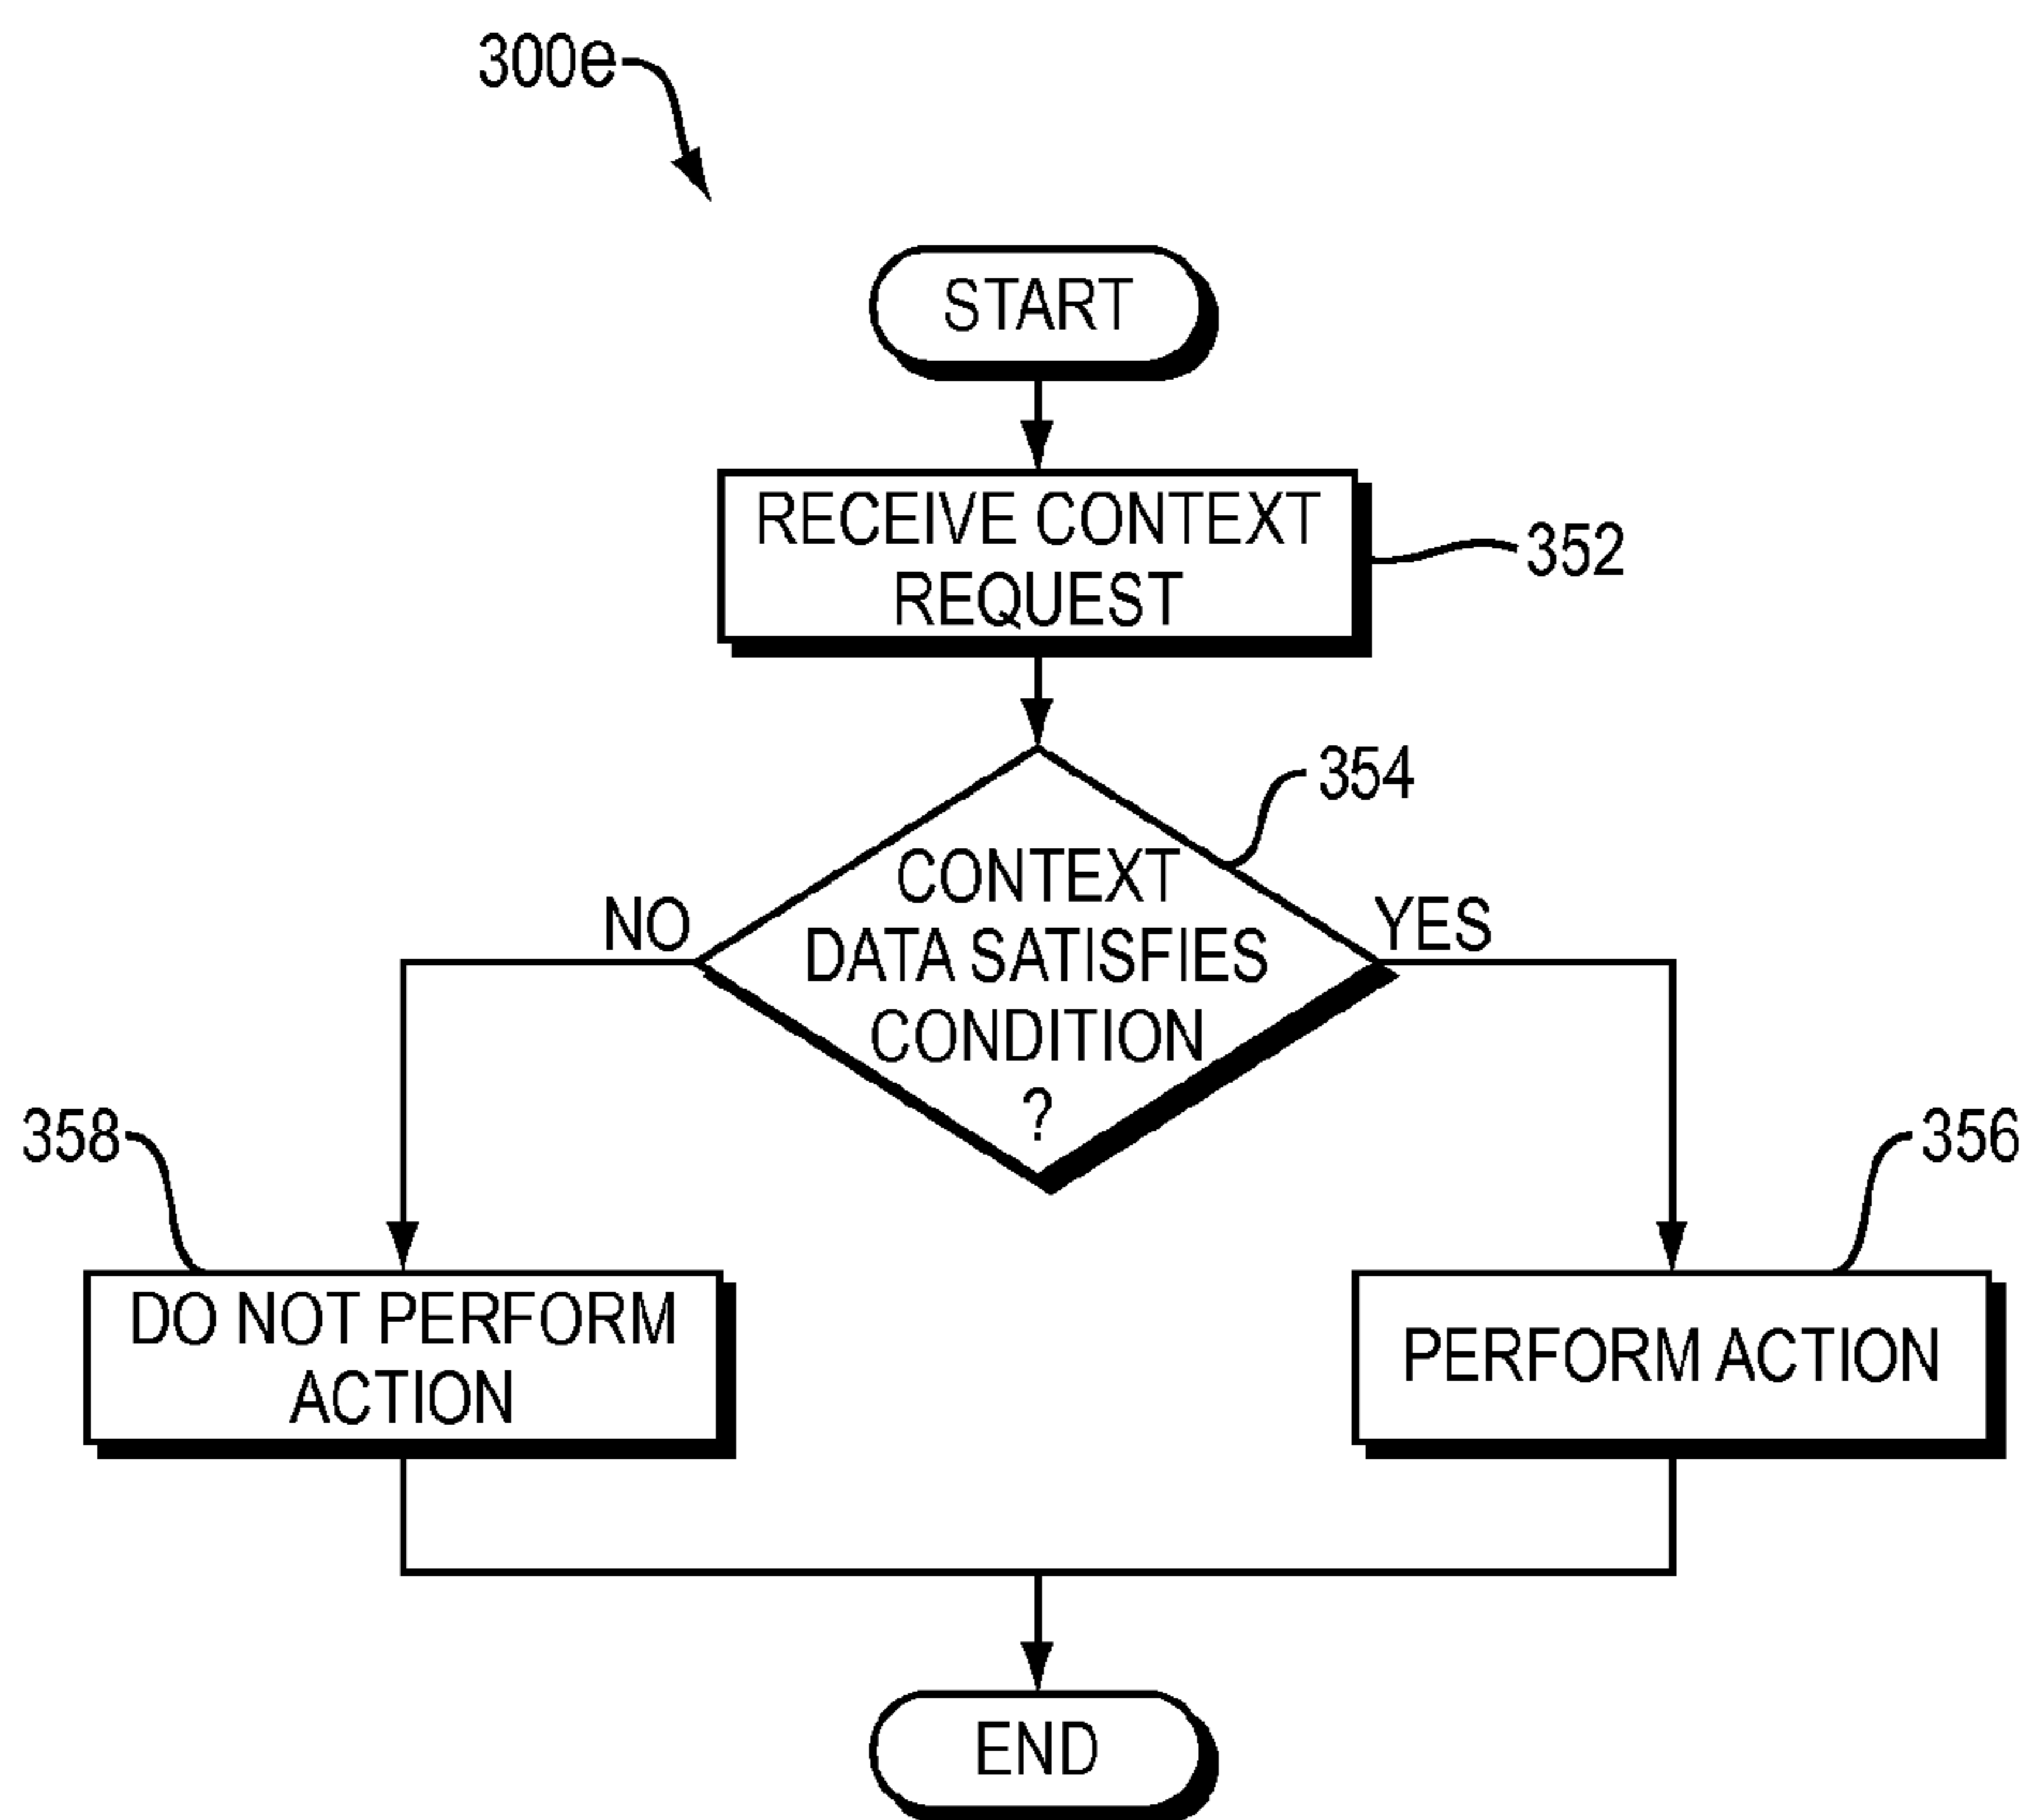 300e
START
RECEIVE CONTEXT
REQUEST
352
354
CONTEXT
DATA SATISFIES
CONDITION
?
NO
YES
358
356
DO NOT PERFORM
ACTION
PERFORM ACTION
END